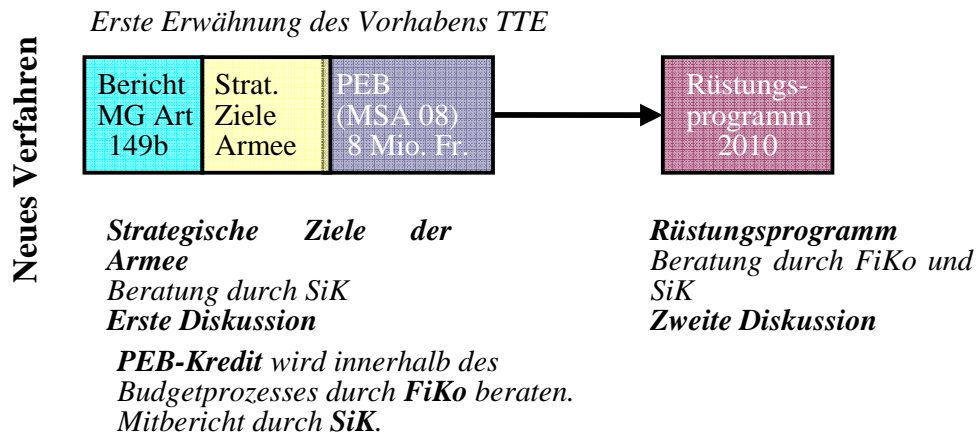 Erste Erwähnung des Vorhabens TTE
Neues Verfahren
Bericht
MG Art
149b
Strat.
Ziele
Armee
PEB
(MSA 08)
8 Mio. Fr.
Rüstungs-
programm
2010
Strategische Ziele der
Armee
Beratung durch SiK
Erste Diskussion
PEB-Kredit wird innerhalb des
Budgetprozesses durch FiKo beraten.
Mitbericht durch SiK.
Rüstungsprogramm
Beratung durch FiKo und
SiK
Zweite Diskussion